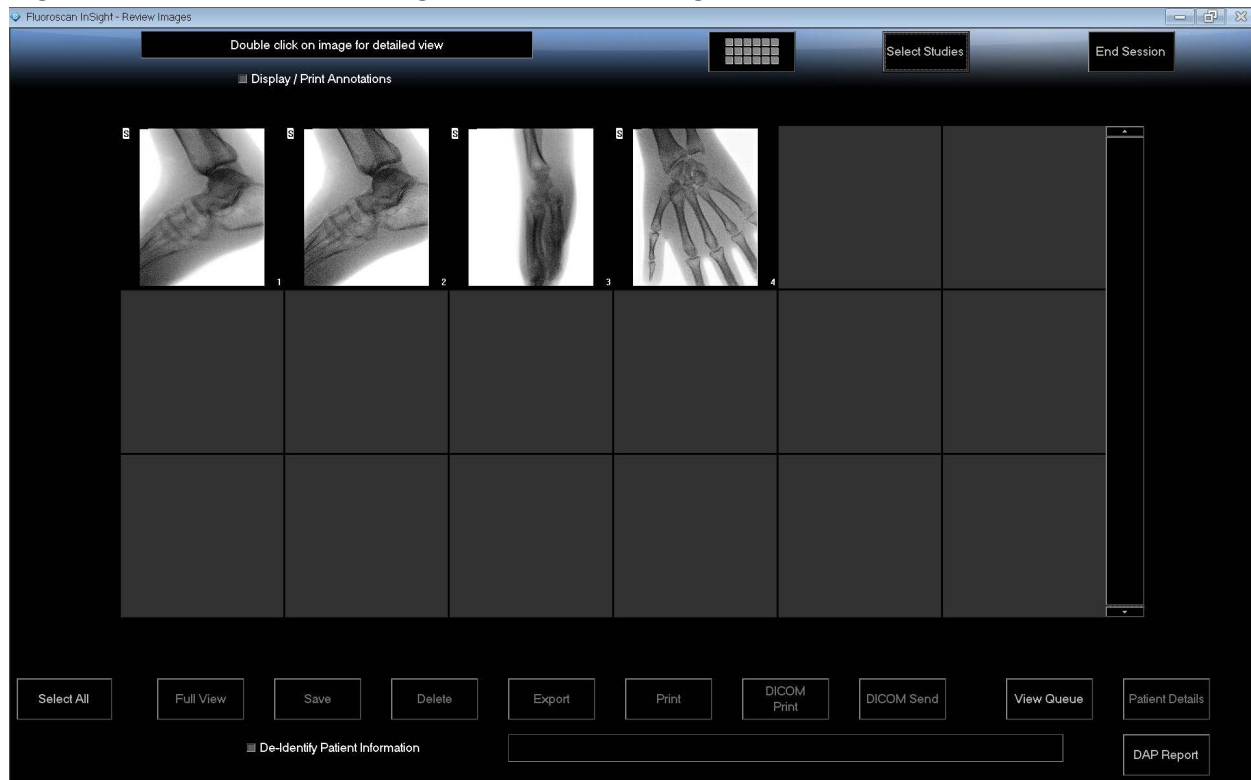 Fluoroscan InSight - Review Images
Double click on image for detailed view
Select Studies
End Session
Display / Print Annotations
S
S
S
S
1
2
3
4
Select All
Full View
Save
Delete
Export
Print
DICOM
Print
DICOM Send
View Queue
Patient Details
De-Identify Patient Information
DAP Report